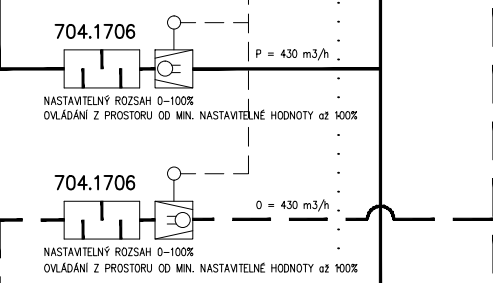 704.1706
P = 430 m3/h
NASTAVITELNÝ ROZSAH 0-100%
OVLÁDÁNÍ Z PROSTORU OD MIN. NASTAVITELNÉ HODNOTY až 100%
704.1706
O = 430 m3/h
NASTAVITELNÝ ROZSAH 0-100%
OVLÁDÁNÍ Z PROSTORU OD MIN. NASTAVITELNÉ HODNOTY až 100%